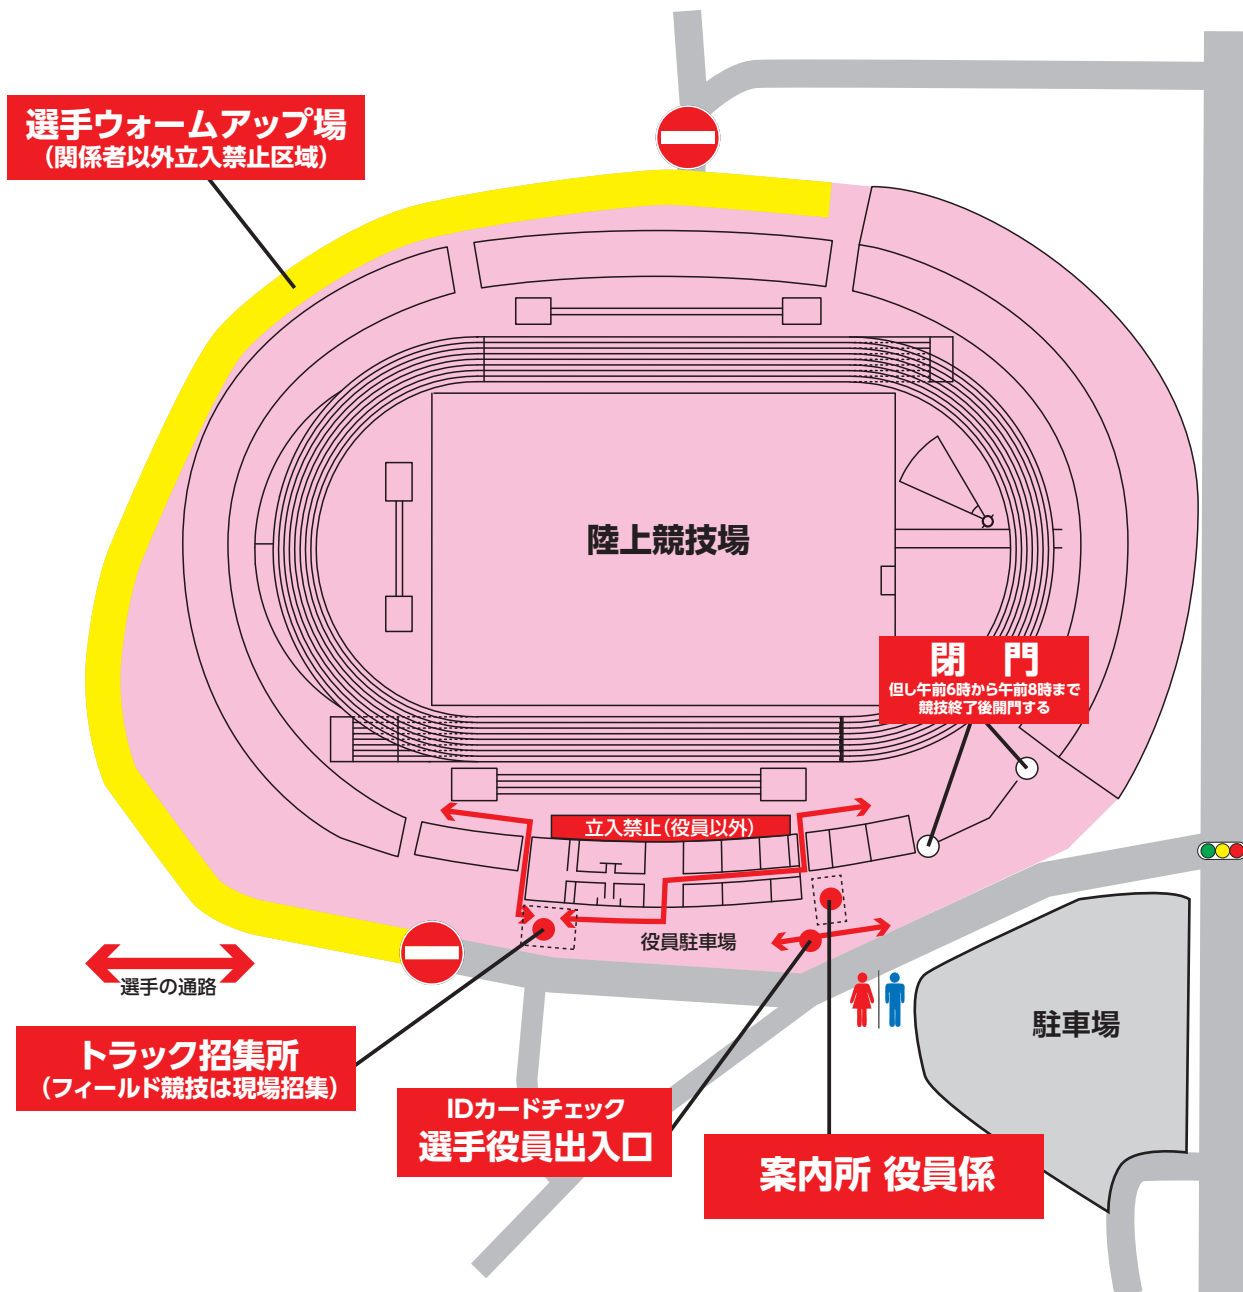 選手ウォームアップ場
（関係者以外立入禁止区域）
陸上競技場
閉 門
但し午前6時から午前8時まで
競技終了後開門する
立入禁止（役員以外）
役員駐車場
選手の通路
駐車場
トラック招集所
（フィールド競技は現場招集）
IDカードチェック
選手役員出入口
案内所 役員係